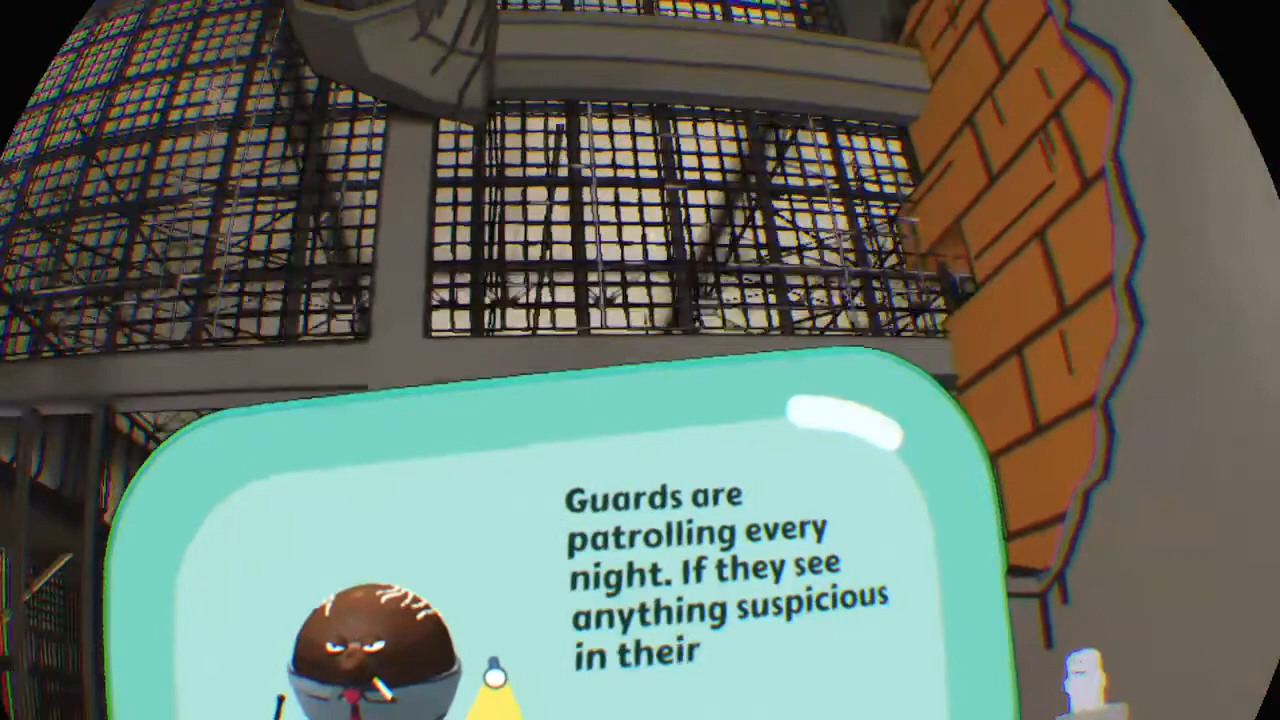 Guards are
patrolling every
night. If they see
anything suspicious
in their